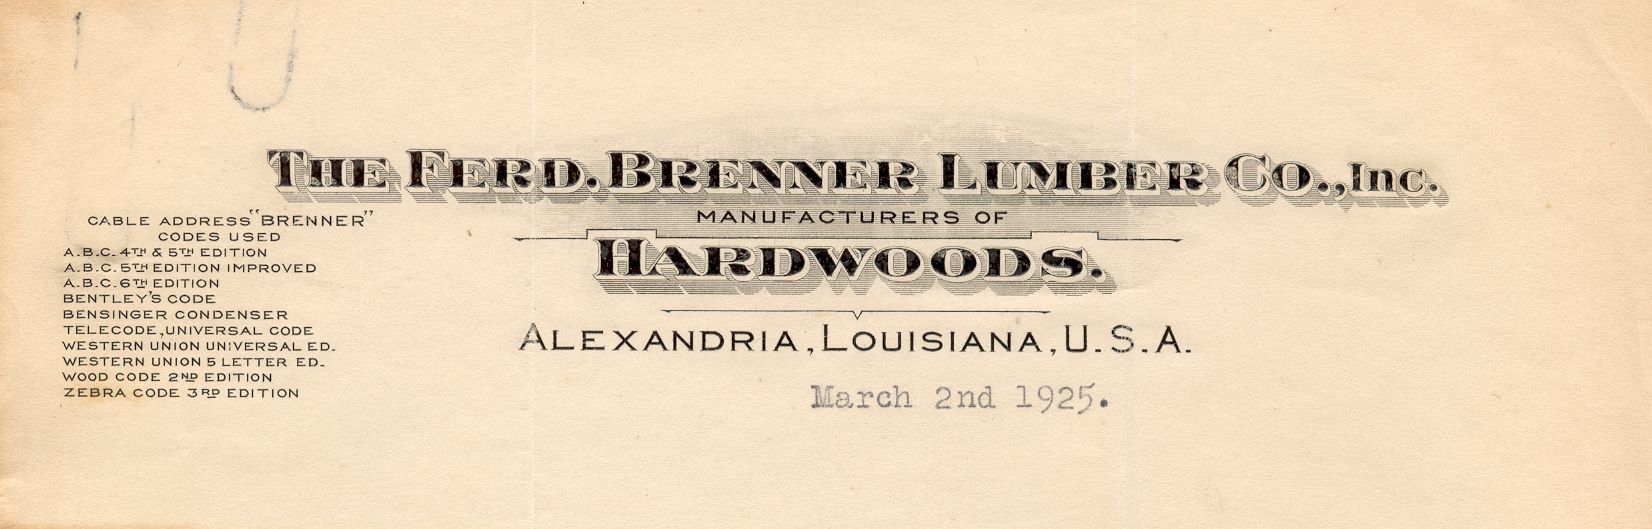 THE FERD. BRENNER LUMBER CO., INC.
MANUFACTURERS OF
HARDWOODS.
ALEXANDRIA, LOUISIANA, U.S.A.
March 2nd 1925.
CABLE ADDRESS "BRENNER"
CODES USED
A.B.C. 4TH & 5TH EDITION
A.B.C. 5TH EDITION IMPROVED
A.B.C. 6TH EDITION
BENTLEY'S CODE
BENSINGER CONDENSER
TELECODE, UNIVERSAL CODE
WESTERN UNION UNIVERSAL ED.
WESTERN UNION 5 LETTER ED.
WOOD CODE 2ND EDITION
ZEBRA CODE 3RD EDITION